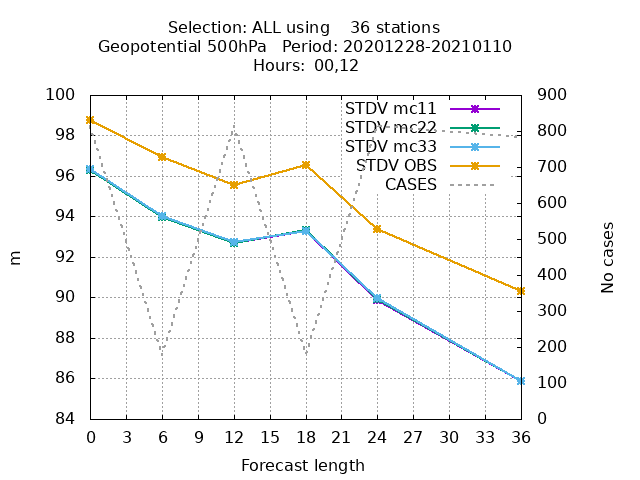 Selection: ALL using    36 stations
Geopotential 500hPa   Period: 20201228-20210110
Hours: 00,12
STDV mc11
STDV mc22
STDV mc33
STDV OBS
CASES
100
98
96
94
92
90
88
86
84
m
900
800
700
600
500
400
300
200
100
0
No cases
0 3 6 9 12 15 18 21 24 27 30 33 36
Forecast length